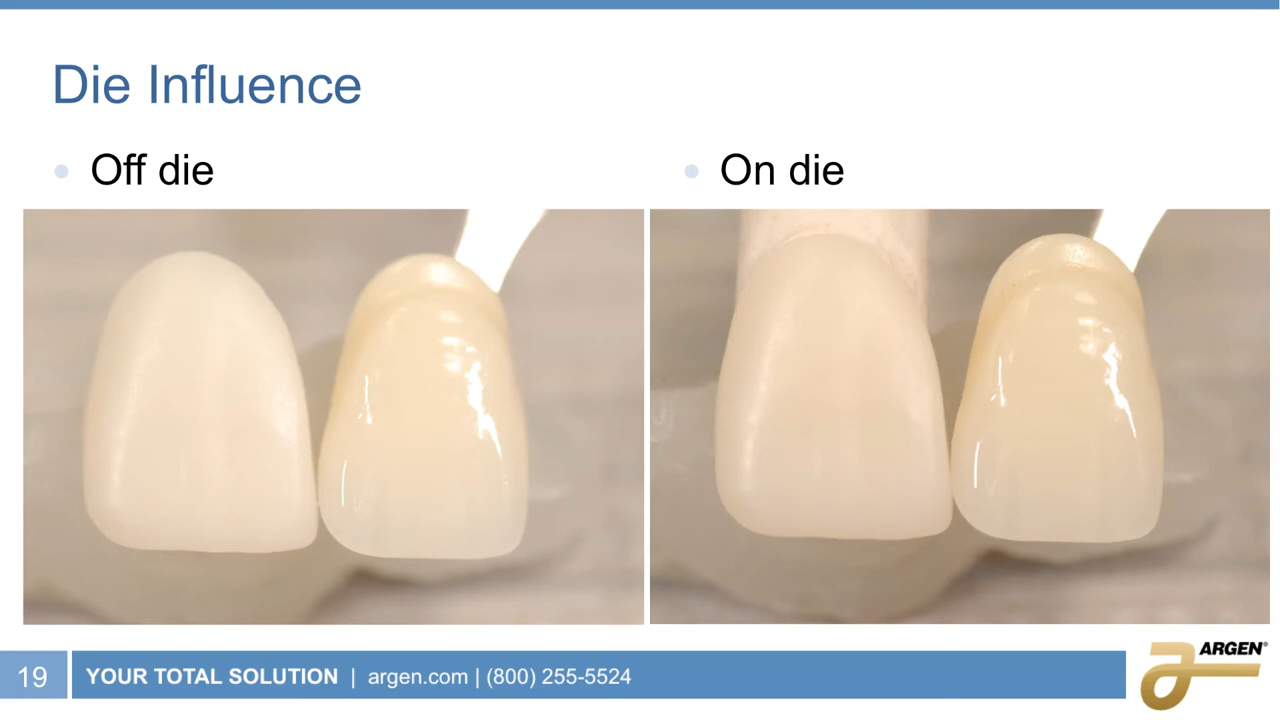 Die Influence
• Off die
• On die
19
YOUR TOTAL SOLUTION | argen.com | (800) 255-5524
ARGEN®